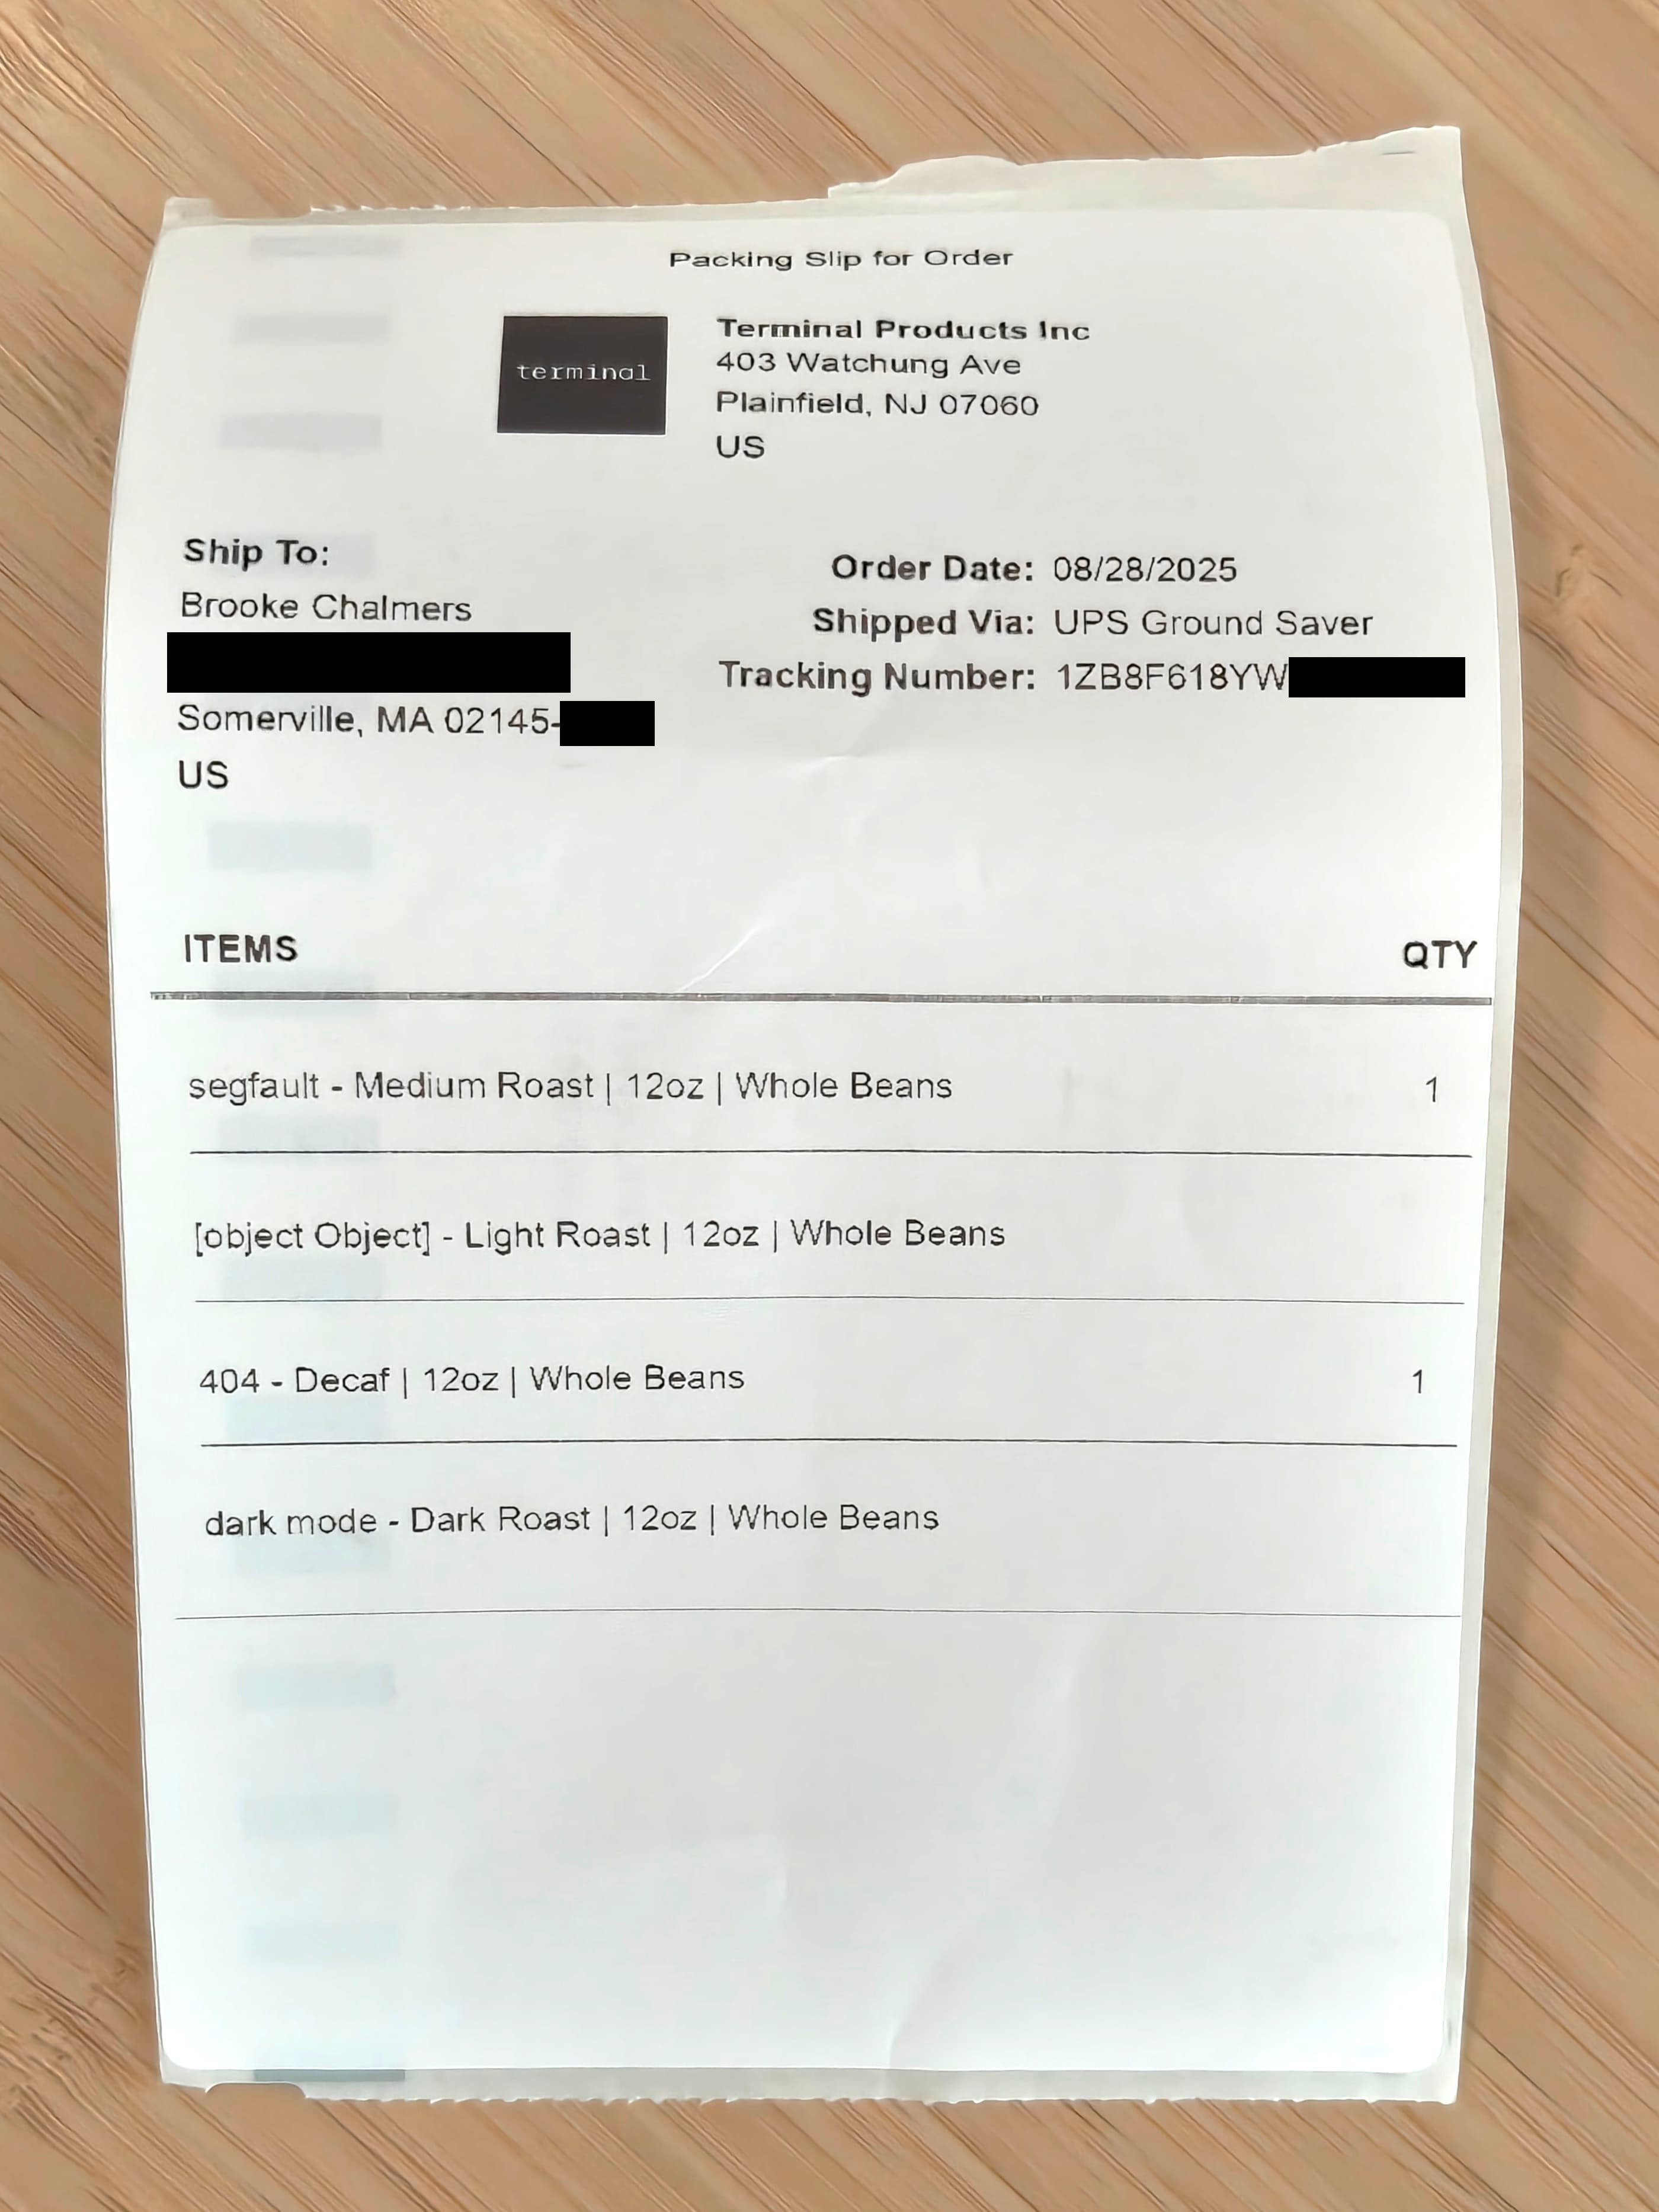 Packing Slip for Order
terminal
Terminal Products Inc
403 Watchung Ave
Plainfield, NJ 07060
US
Ship To:
Brooke Chalmers
Somerville, MA 02145-
US
Order Date: 08/28/2025
Shipped Via: UPS Ground Saver
Tracking Number: 1ZB8F618YW
ITEMS QTY
segfault - Medium Roast | 12oz | Whole Beans 1
[object Object] - Light Roast | 12oz | Whole Beans
404 - Decaf | 12oz | Whole Beans 1
dark mode - Dark Roast | 12oz | Whole Beans